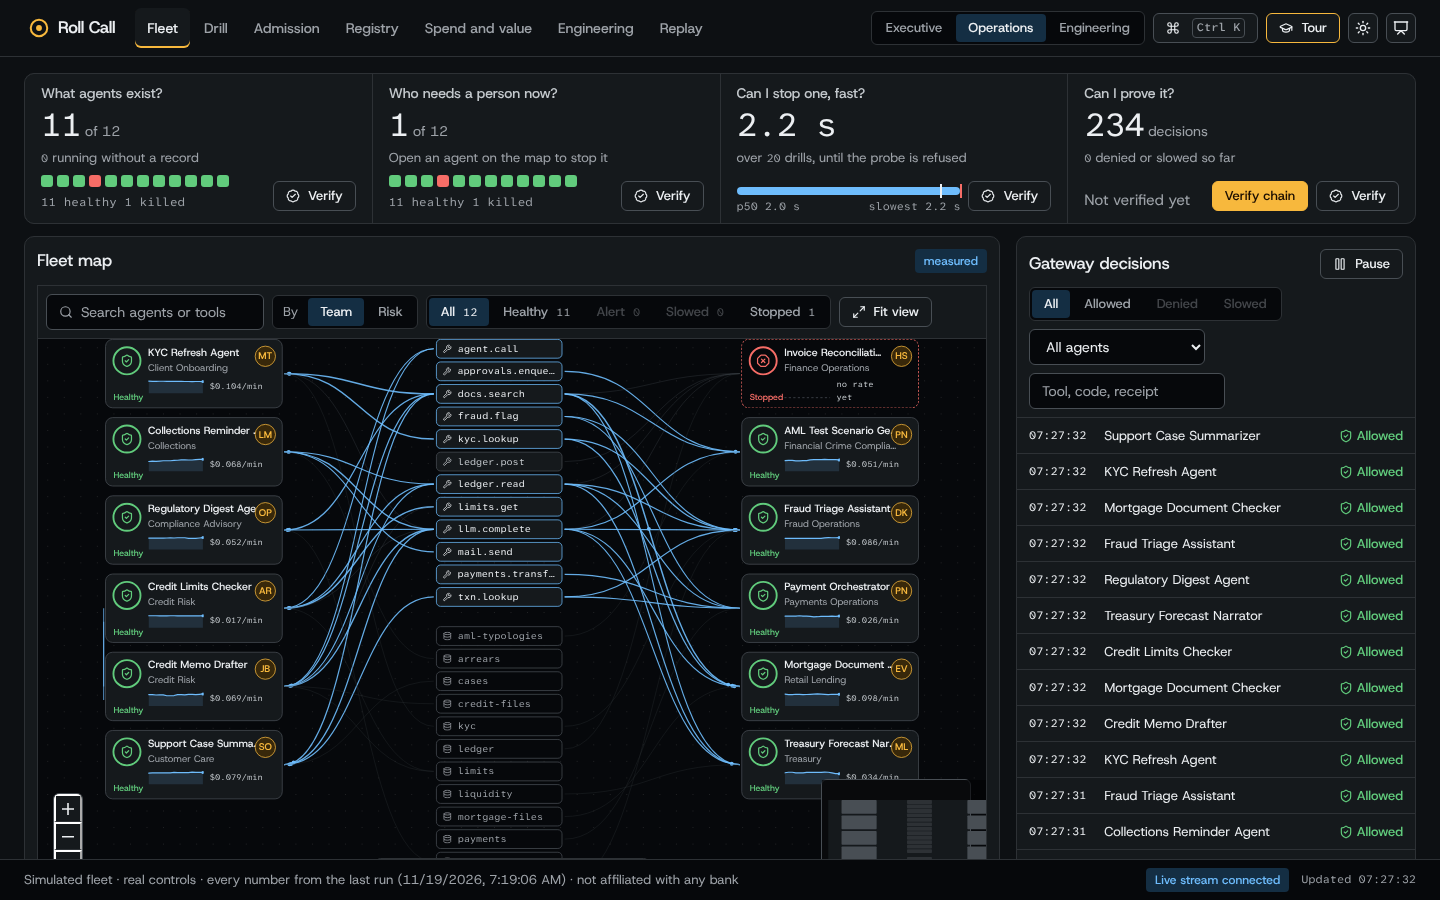 Roll Call
Fleet
Drill
Admission
Registry
Spend and value
Engineering
Replay
Executive
Operations
Engineering
⌘ Ctrl K
Tour
What agents exist?
11 of 12
0 running without a record
11 healthy 1 killed
Verify
Who needs a person now?
1 of 12
Open an agent on the map to stop it
11 healthy 1 killed
Verify
Can I stop one, fast?
2.2 s
over 20 drills, until the probe is refused
p50 2.0 s
slowest 2.2 s
Verify
Can I prove it?
234 decisions
0 denied or slowed so far
Not verified yet
Verify chain
Verify
Fleet map
measured
Search agents or tools
By
Team
Risk
All 12
Healthy 11
Alert 0
Slowed 0
Stopped 1
Fit view
KYC Refresh Agent
MT
Client Onboarding
$0.104/min
Healthy
Collections Reminder ..
LM
Collections
$0.068/min
Healthy
Regulatory Digest Age
OP
Compliance Advisory
$0.052/min
Healthy
Credit Limits Checker
AR
Credit Risk
$0.017/min
Healthy
Credit Memo Drafter
JB
Credit Risk
$0.069/min
Healthy
Support Case Summa..
SO
Customer Care
$0.079/min
Healthy
agent.call
approvals.enque…
docs.search
fraud.flag
kyc.lookup
ledger.post
ledger.read
limits.get
llm.complete
mail.send
payments.transf…
txn.lookup
aml-typologies
arrears
cases
credit-files
kyc
ledger
limits
liquidity
mortgage-files
payments
Invoice Reconciliati…
HS
Finance Operations
no rate yet
Stopped
AML Test Scenario Ge..
PN
Financial Crime Complia…
$0.051/min
Healthy
Fraud Triage Assistant
DK
Fraud Operations
$0.086/min
Healthy
Payment Orchestrator
PN
Payments Operations
$0.026/min
Healthy
Mortgage Document ..
EV
Retail Lending
$0.098/min
Healthy
Treasury Forecast Nar..
ML
Treasury
$0.034/min
Healthy
+
−
Gateway decisions
Pause
All
Allowed
Denied
Slowed
All agents
Tool, code, receipt
07:27:32 Support Case Summarizer Allowed
07:27:32 KYC Refresh Agent Allowed
07:27:32 Mortgage Document Checker Allowed
07:27:32 Fraud Triage Assistant Allowed
07:27:32 Regulatory Digest Agent Allowed
07:27:32 Treasury Forecast Narrator Allowed
07:27:32 Credit Limits Checker Allowed
07:27:32 Mortgage Document Checker Allowed
07:27:32 Credit Memo Drafter Allowed
07:27:32 KYC Refresh Agent Allowed
07:27:31 Fraud Triage Assistant Allowed
07:27:31 Collections Reminder Agent Allowed
Simulated fleet · real controls · every number from the last run (11/19/2026, 7:19:06 AM) · not affiliated with any bank
Live stream connected
Updated 07:27:32